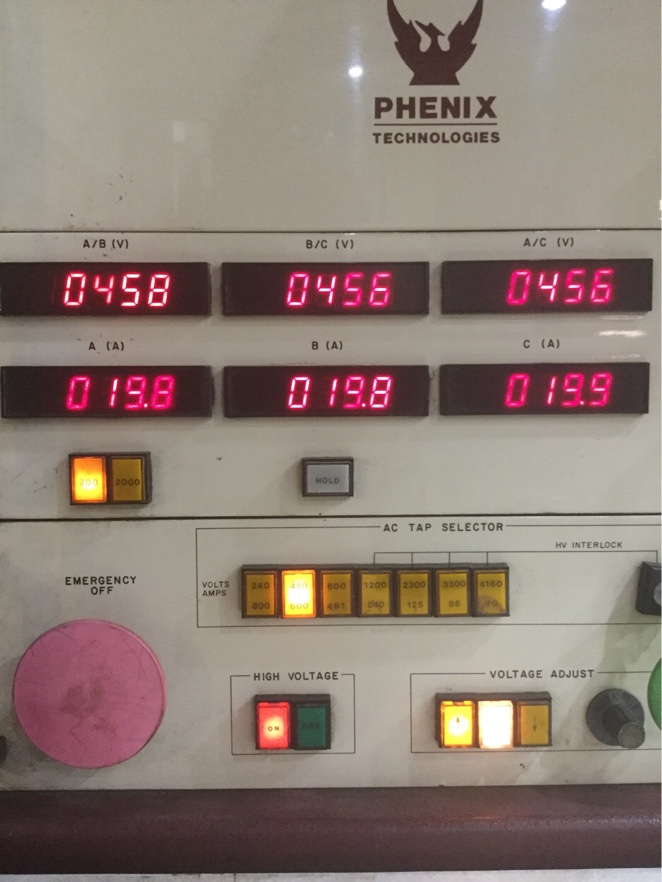 PHENIX
TECHNOLOGIES
A/B (V) B/C (V) A/C (V)
0458 0456 0456
A (A) B (A) C (A)
019.8 019.8 019.9
200 2000 HOLD
AC TAP SELECTOR
HV INTERLOCK
EMERGENCY
OFF
VOLTS 240 480 600 1200 2300 4160
AMPS 800 600 481 240 125
HIGH VOLTAGE VOLTAGE ADJUST
ON